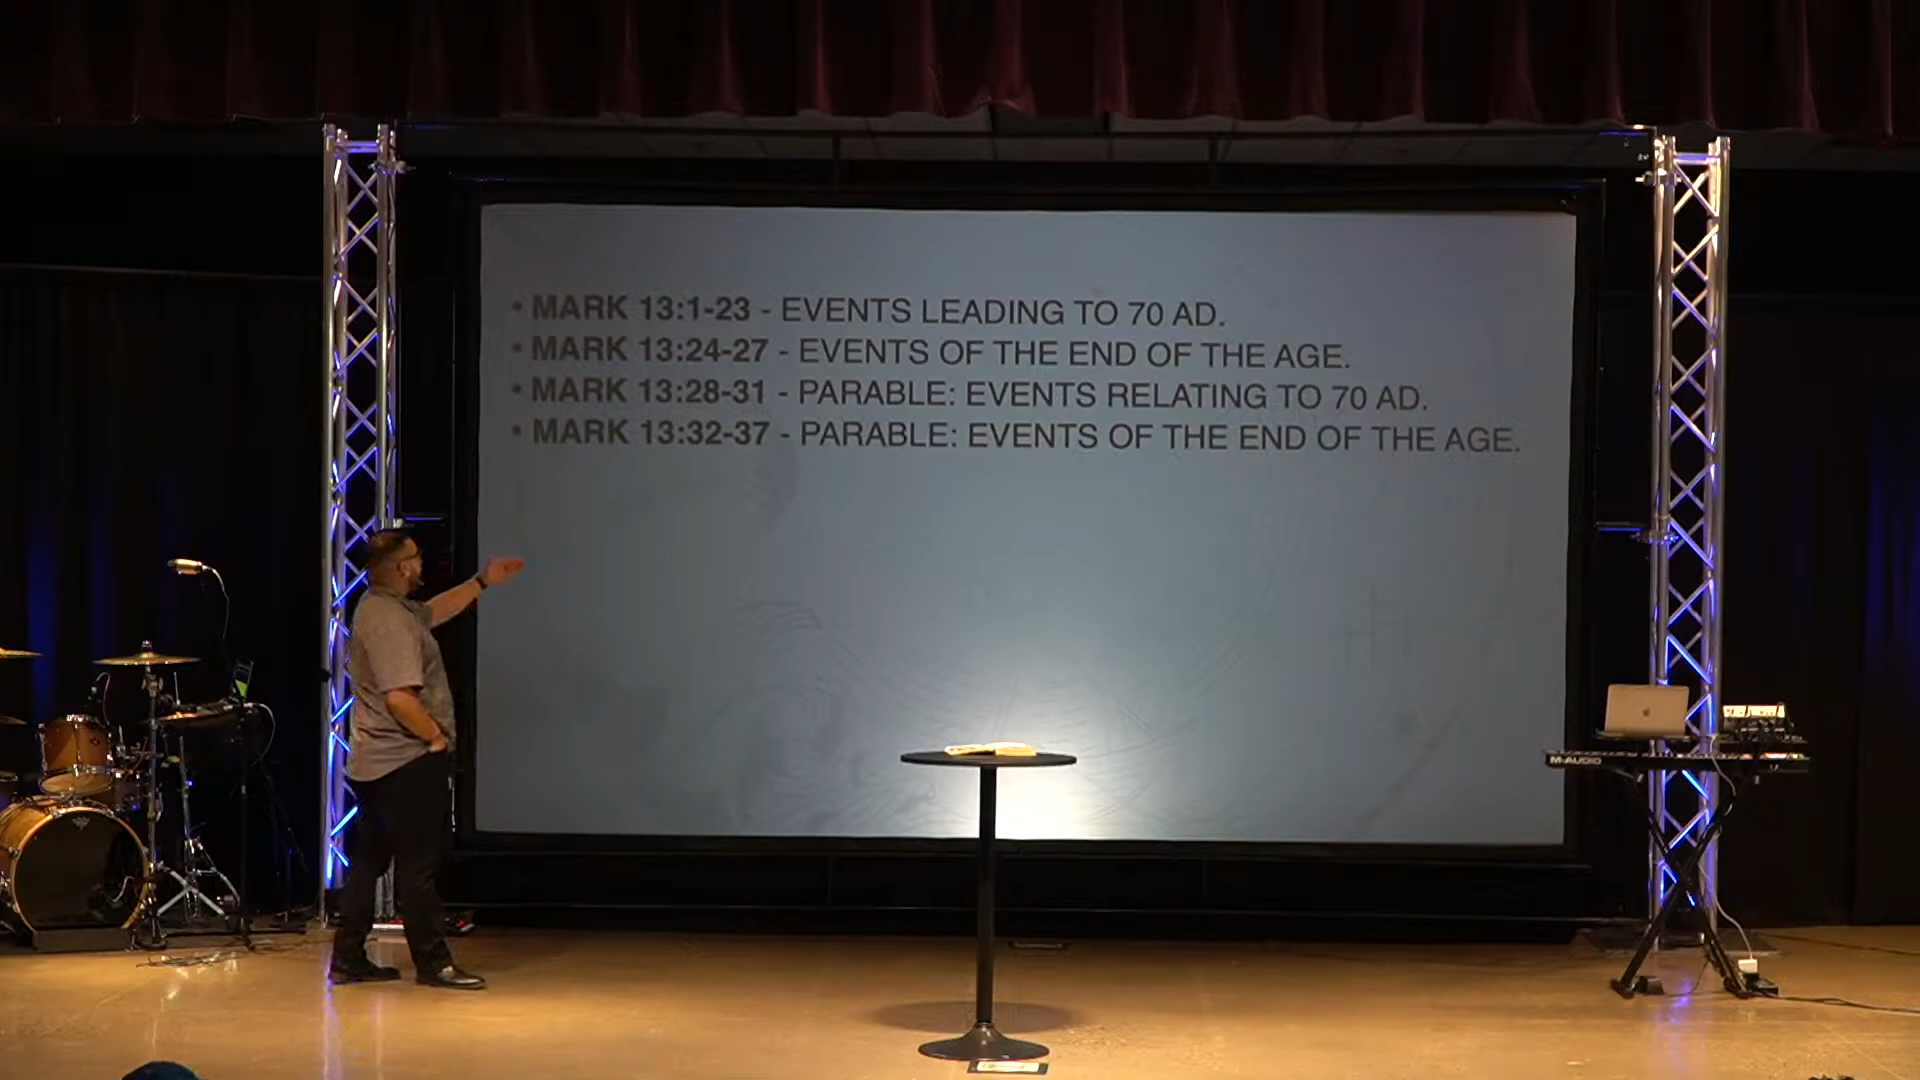 • MARK 13:1-23 - EVENTS LEADING TO 70 AD.
• MARK 13:24-27 - EVENTS OF THE END OF THE AGE.
• MARK 13:28-31 - PARABLE: EVENTS RELATING TO 70 AD.
• MARK 13:32-37 - PARABLE: EVENTS OF THE END OF THE AGE.
M-AUDIO